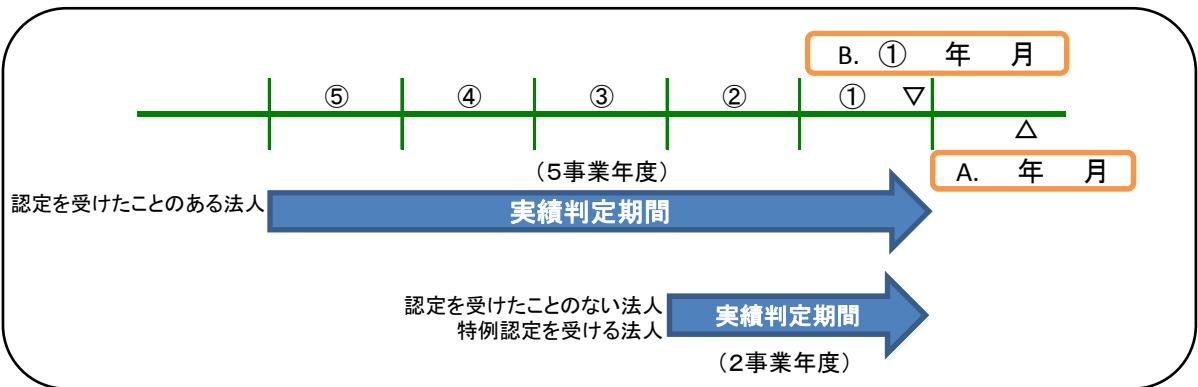 B. ① 年 月
⑤ ④ ③ ② ① ▽
△
(5事業年度)
A. 年 月
認定を受けたことのある法人
実績判定期間
認定を受けたことのない法人
特例認定を受ける法人
実績判定期間
(2事業年度)